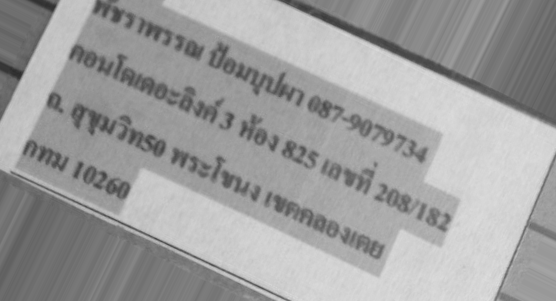 พัชราพรรณ ป้อมบุปผา 087-9079734
คอนโดเดอะลิงค์ 3 ห้อง 825 เลขที่ 208/182
ถ. สุขุมวิท50 พระโขนง เขตคลองเตย
กทม 10260